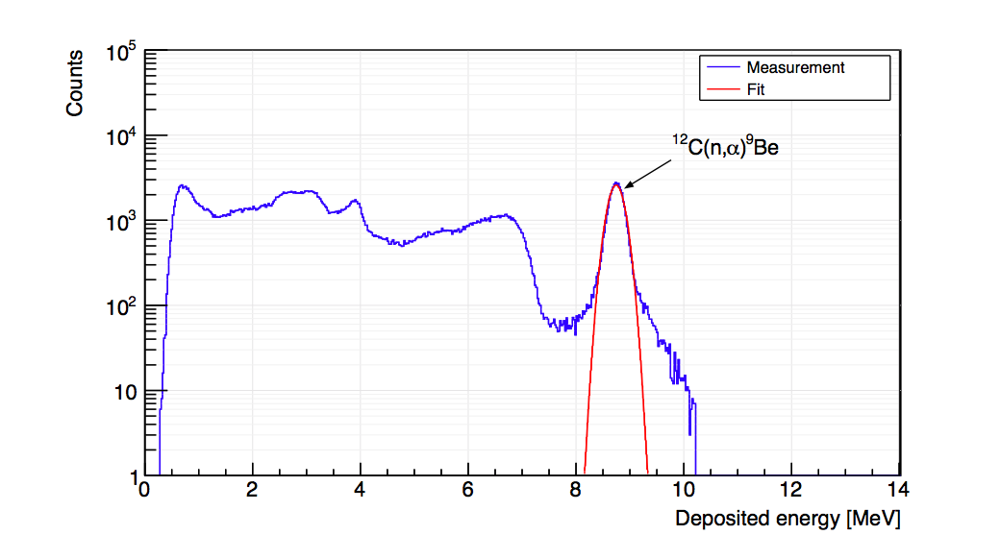 Counts
10⁵
10⁴
10³
10²
10
1
Measurement
Fit
¹²C(n,α)⁹Be
0 2 4 6 8 10 12 14
Deposited energy [MeV]